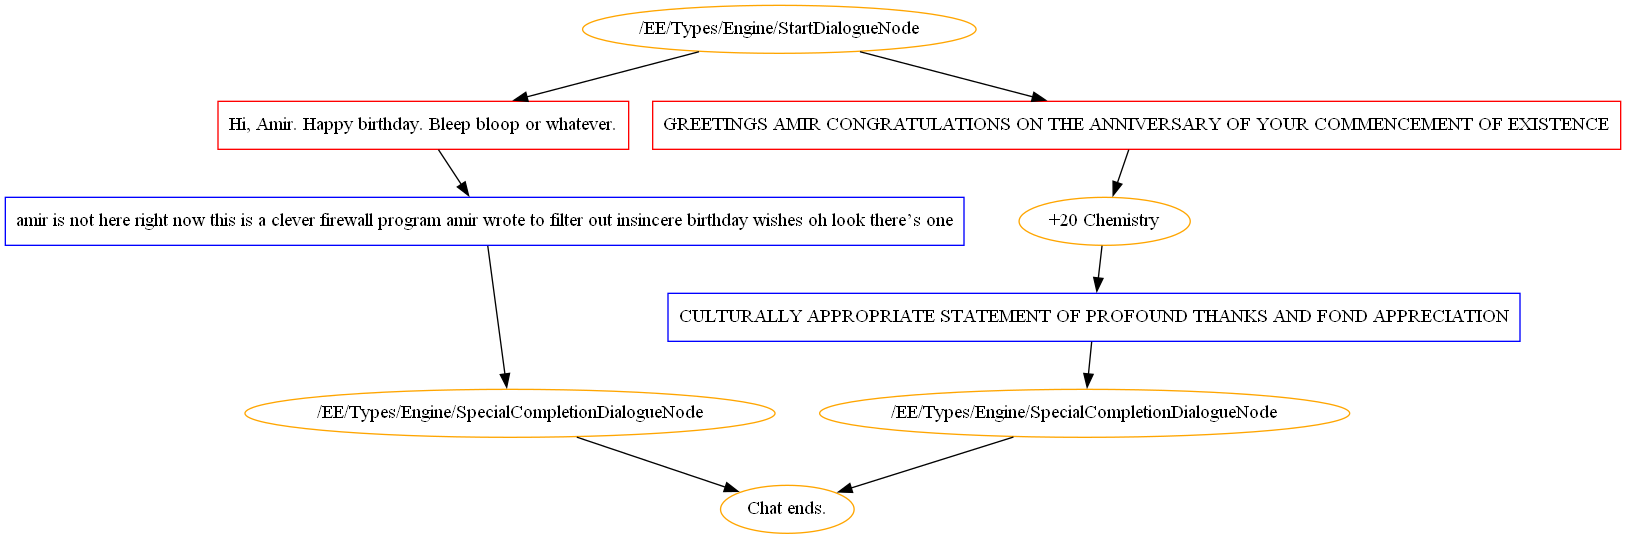 /EE/Types/Engine/StartDialogueNode
Hi, Amir. Happy birthday. Bleep bloop or whatever.
GREETINGS AMIR CONGRATULATIONS ON THE ANNIVERSARY OF YOUR COMMENCEMENT OF EXISTENCE
amir is not here right now this is a clever firewall program amir wrote to filter out insincere birthday wishes oh look there's one
+20 Chemistry
CULTURALLY APPROPRIATE STATEMENT OF PROFOUND THANKS AND FOND APPRECIATION
/EE/Types/Engine/SpecialCompletionDialogueNode
/EE/Types/Engine/SpecialCompletionDialogueNode
Chat ends.